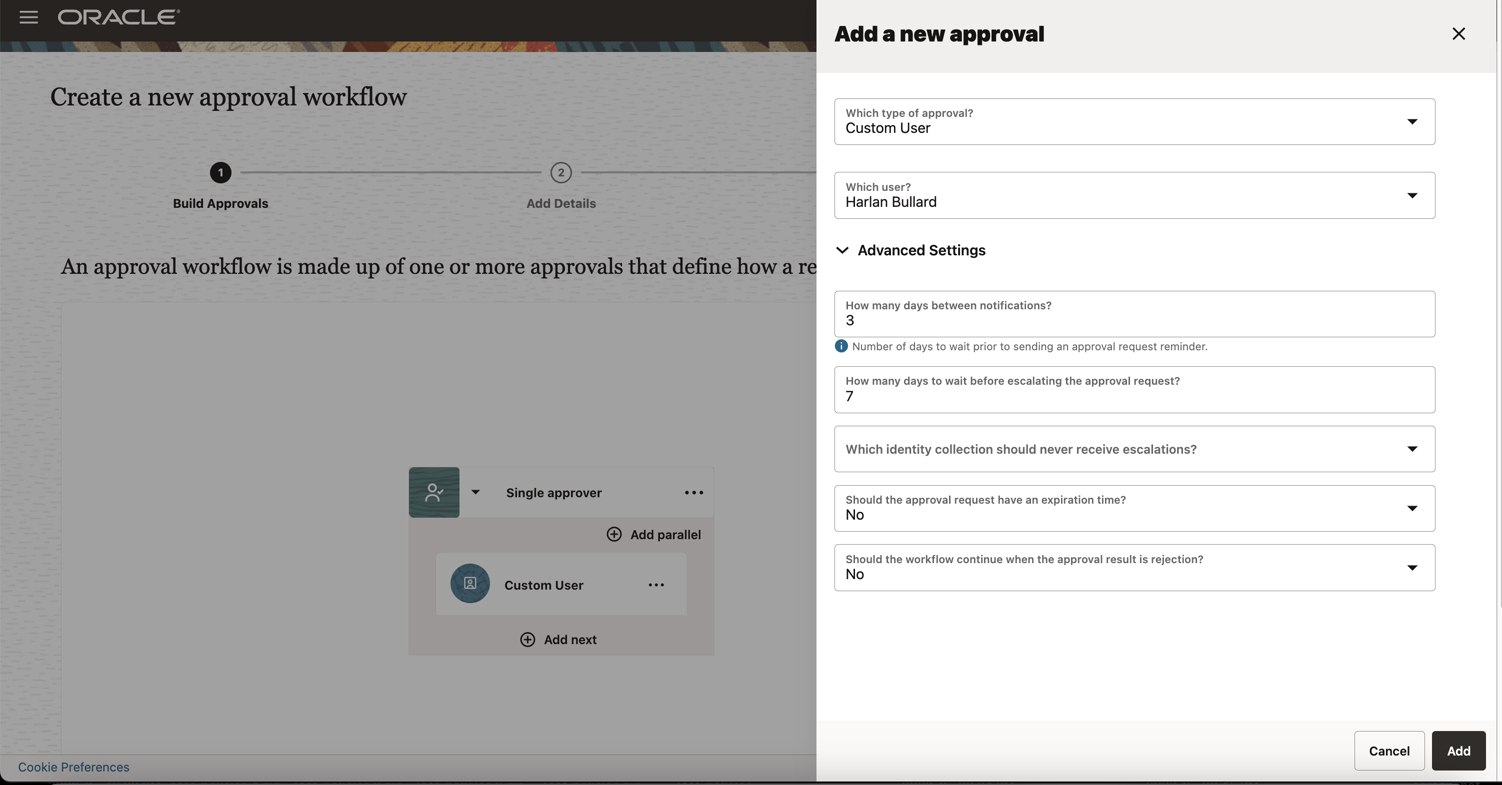 ORACLE
Create a new approval workflow
1
2
Build Approvals
Add Details
An approval workflow is made up of one or more approvals that define how a re
Single approver
Add parallel
Custom User
Add next
Cookie Preferences
Add a new approval
Which type of approval?
Custom User
Which user?
Harlan Bullard
Advanced Settings
How many days between notifications?
3
Number of days to wait prior to sending an approval request reminder.
How many days to wait before escalating the approval request?
7
Which identity collection should never receive escalations?
Should the approval request have an expiration time?
No
Should the workflow continue when the approval result is rejection?
No
Cancel
Add